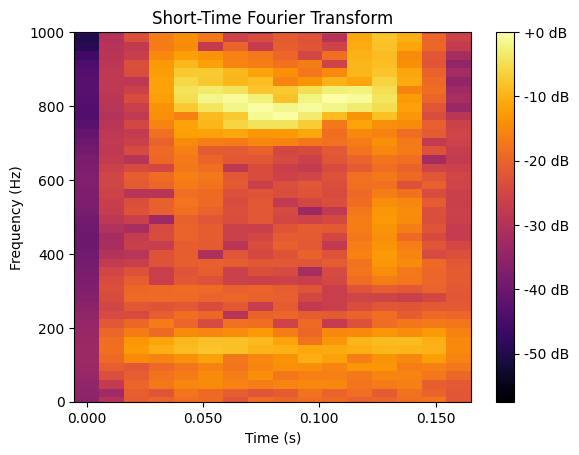 Short-Time Fourier Transform
Frequency (Hz)
1000
800
600
400
200
0
0.000
0.050
0.100
0.150
Time (s)
+0 dB
-10 dB
-20 dB
-30 dB
-40 dB
-50 dB